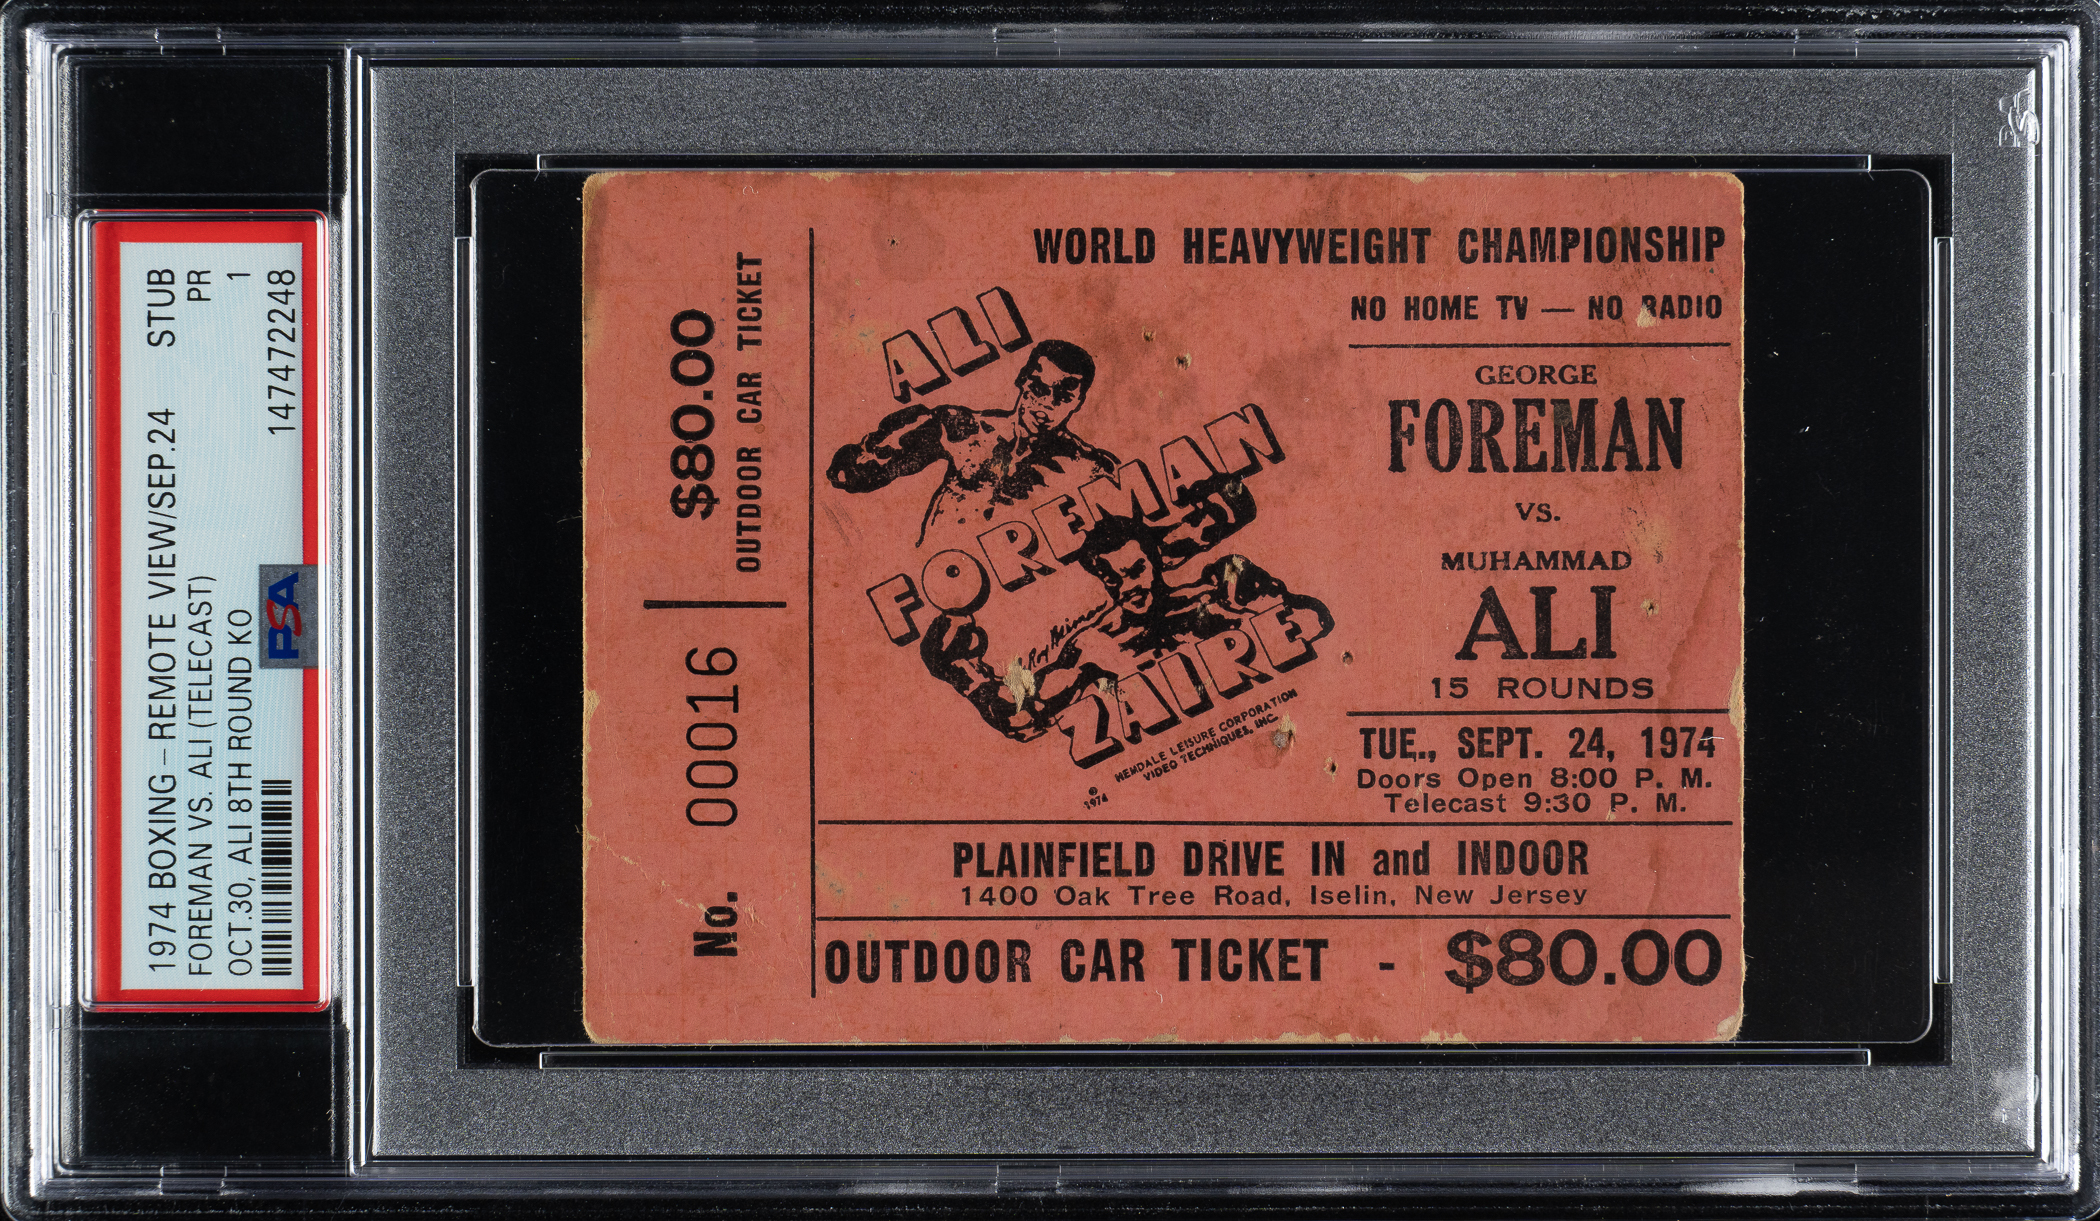 1974 BOXING-REMOTE VIEW/SEP.24 STUB
FOREMAN VS. ALI (TELECAST) PR
OCT.30, ALI 8TH ROUND KO 1
147472248
PSA
No. 00016
$80.00
OUTDOOR CAR TICKET
WORLD HEAVYWEIGHT CHAMPIONSHIP
NO HOME TV — NO RADIO
ALI
FOREMAN
ZAIRE
LeRoy Neiman
© 1974
HEMDALE LEISURE CORPORATION
VIDEO TECHNIQUES, INC.
GEORGE
FOREMAN
VS.
MUHAMMAD
ALI
15 ROUNDS
TUE., SEPT. 24, 1974
Doors Open 8:00 P. M.
Telecast 9:30 P. M.
PLAINFIELD DRIVE IN and INDOOR
1400 Oak Tree Road, Iselin, New Jersey
OUTDOOR CAR TICKET - $80.00
PSA